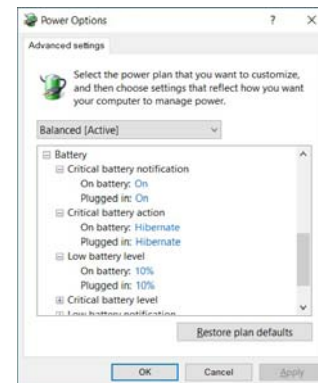 Power Options
Advanced settings
Select the power plan that you want to customize,
and then choose settings that reflect how you want
your computer to manage power.
Balanced [Active]
Battery
Critical battery notification
On battery: On
Plugged in: On
Critical battery action
On battery: Hibernate
Plugged in: Hibernate
Low battery level
On battery: 10%
Plugged in: 10%
Critical battery level
Low battery notification
Restore plan defaults
OK Cancel Apply